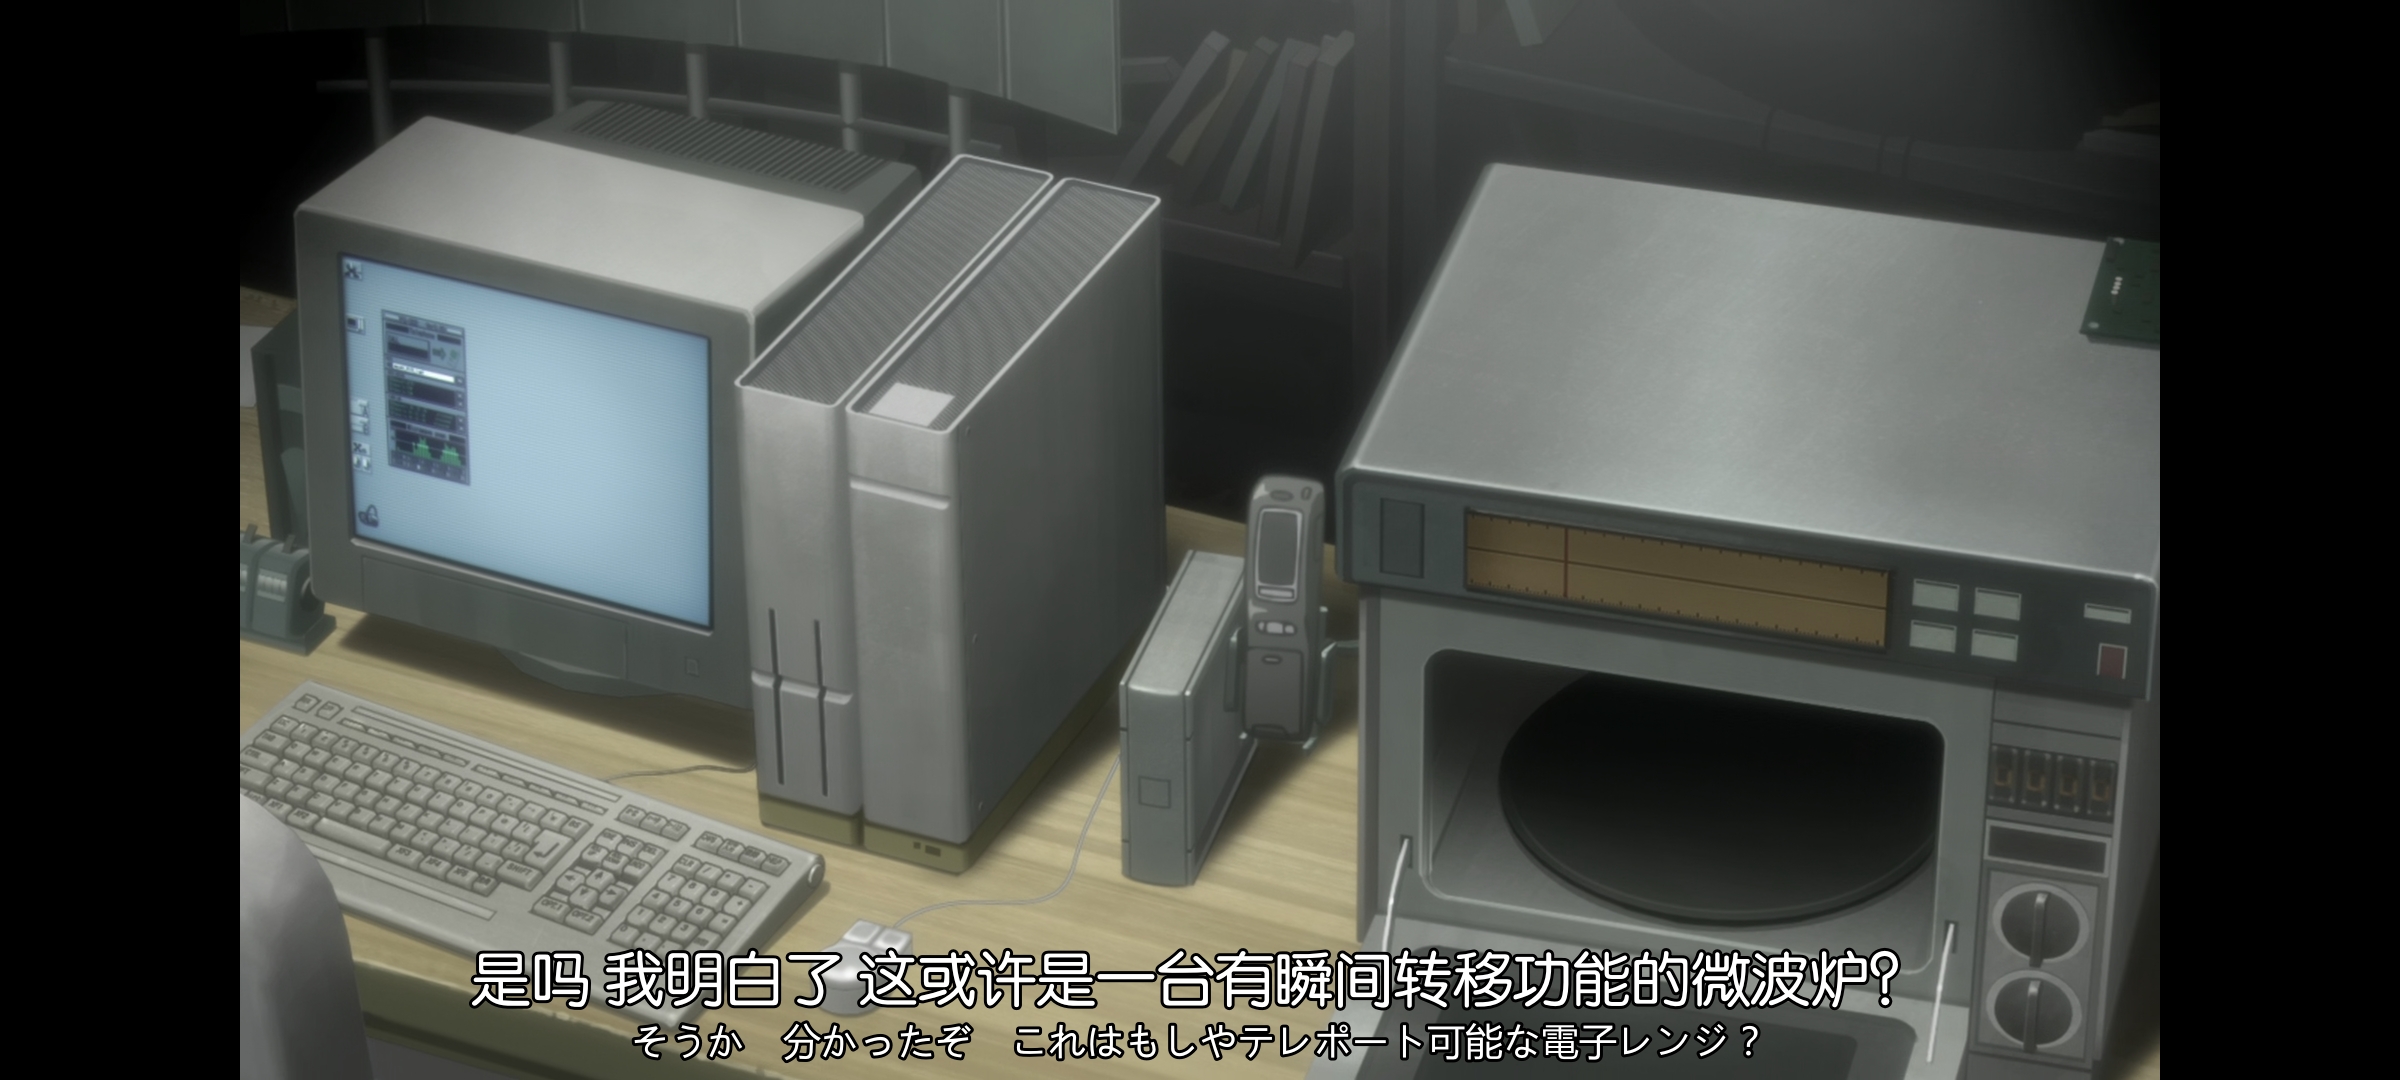 是吗 我明白了 这或许是一台有瞬间转移功能的微波炉?
そうか　分かったぞ　これはもしやテレポート可能な電子レンジ？